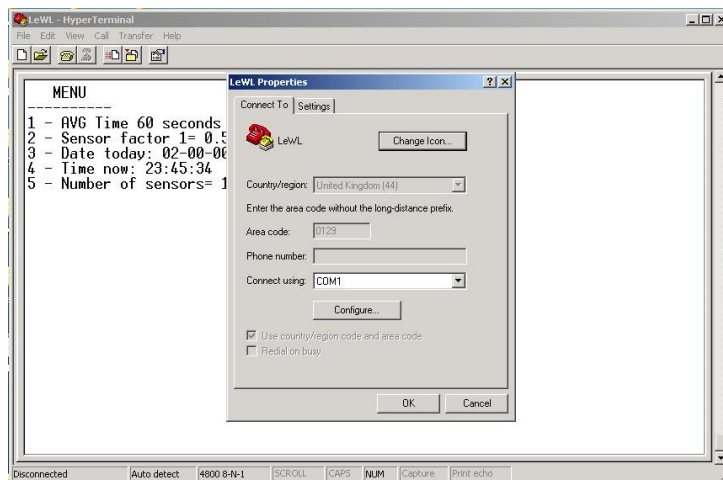 LeWL - HyperTerminal
File Edit View Call Transfer Help
MENU
----------
1 - AVG Time 60 seconds
2 - Sensor factor 1= 0.5
3 - Date today: 02-00-00
4 - Time now: 23:45:34
5 - Number of sensors= 1
LeWL Properties
Connect To Settings
LeWL
Change Icon...
Country/region: United Kingdom (44)
Enter the area code without the long-distance prefix.
Area code: 0129
Phone number:
Connect using: COM1
Configure...
Use country/region code and area code
Redial on busy
OK Cancel
Disconnected Auto detect 4800 8-N-1 SCROLL CAPS NUM Capture Print echo